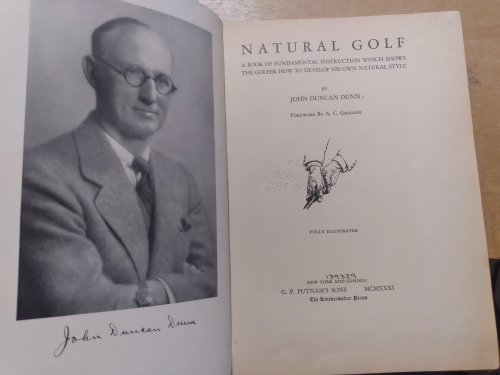 John Duncan Dunn
NATURAL GOLF
A BOOK OF FUNDAMENTAL INSTRUCTION WHICH SHOWS
THE GOLFER HOW TO DEVELOP HIS OWN NATURAL STYLE
BY
JOHN DUNCAN DUNN
FOREWORD BY A. C. GREGSON
FULLY ILLUSTRATED
139329
NEW YORK AND LONDON
G. P. PUTNAM'S SONS MCMXXXI
The Knickerbocker Press